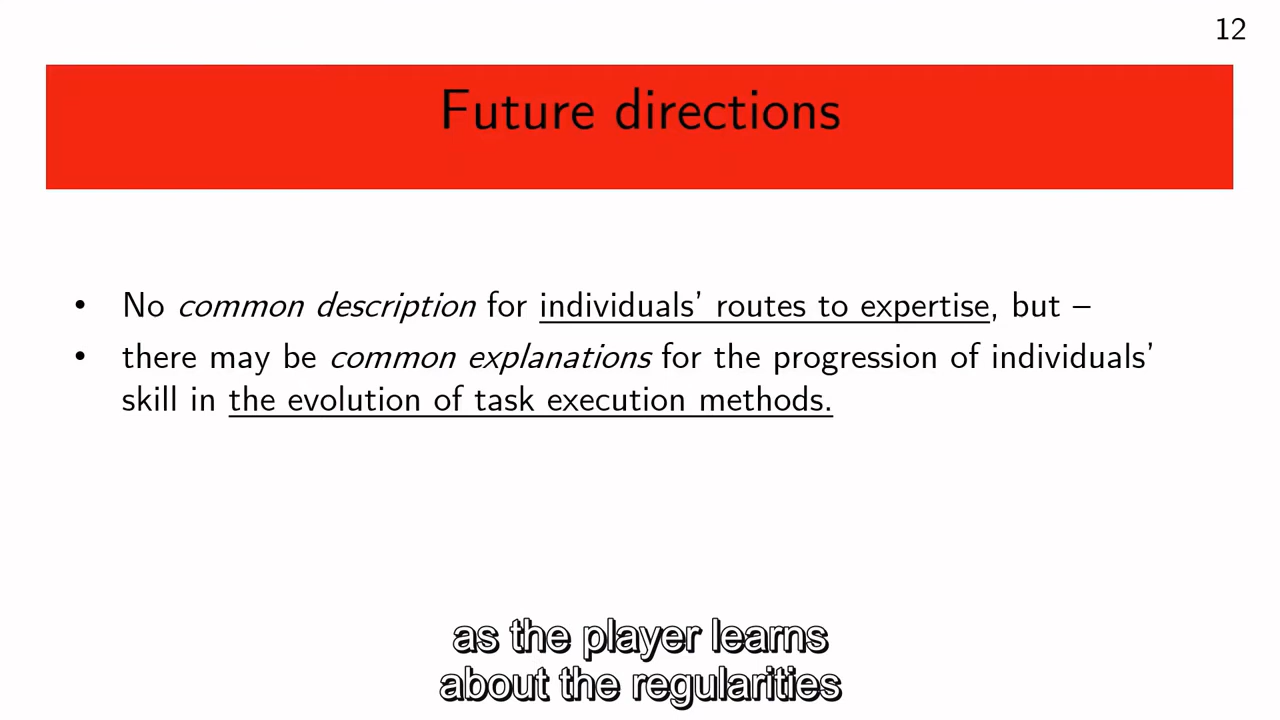 12
Future directions
• No common description for individuals’ routes to expertise, but –
• there may be common explanations for the progression of individuals’
skill in the evolution of task execution methods.
as the player learns
about the regularities